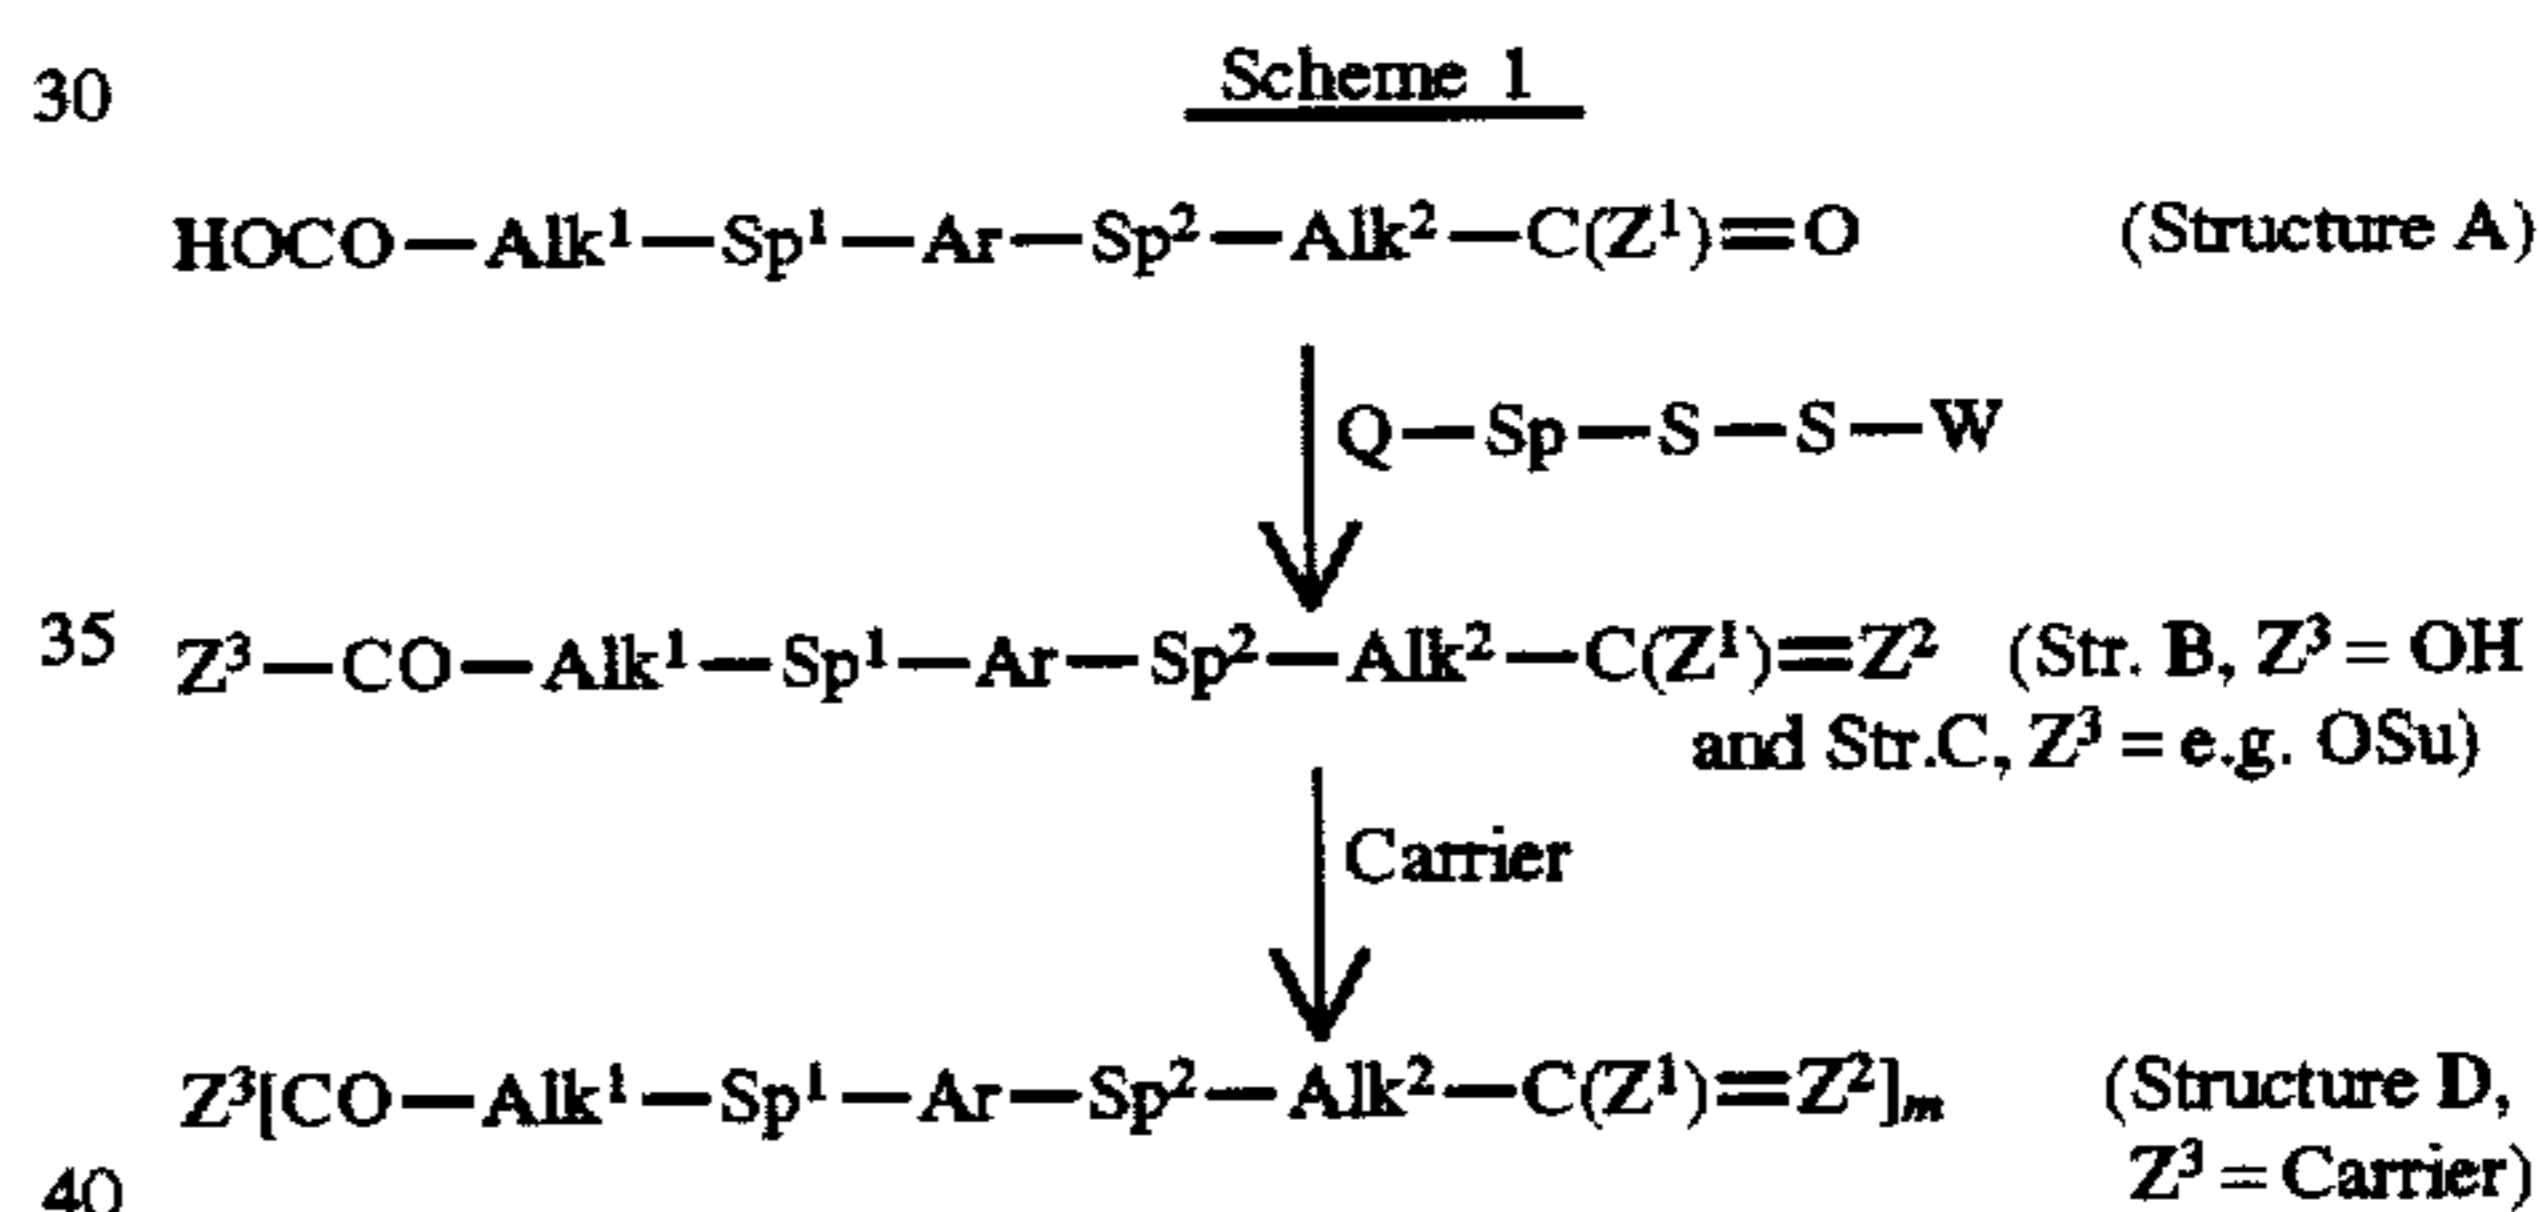 30 Scheme 1
HOCO—Alk¹—Sp¹—Ar—Sp²—Alk²—C(Z¹)=O (Structure A)
Q—Sp—S—S—W
35 Z³—CO—Alk¹—Sp¹—Ar—Sp²—Alk²—C(Z¹)=Z² (Str. B, Z³ = OH
and Str.C, Z³ = e.g. OSu)
Carrier
Z³[CO—Alk¹—Sp¹—Ar—Sp²—Alk²—C(Z¹)=Z²]ₘ (Structure D,
40 Z³ = Carrier)